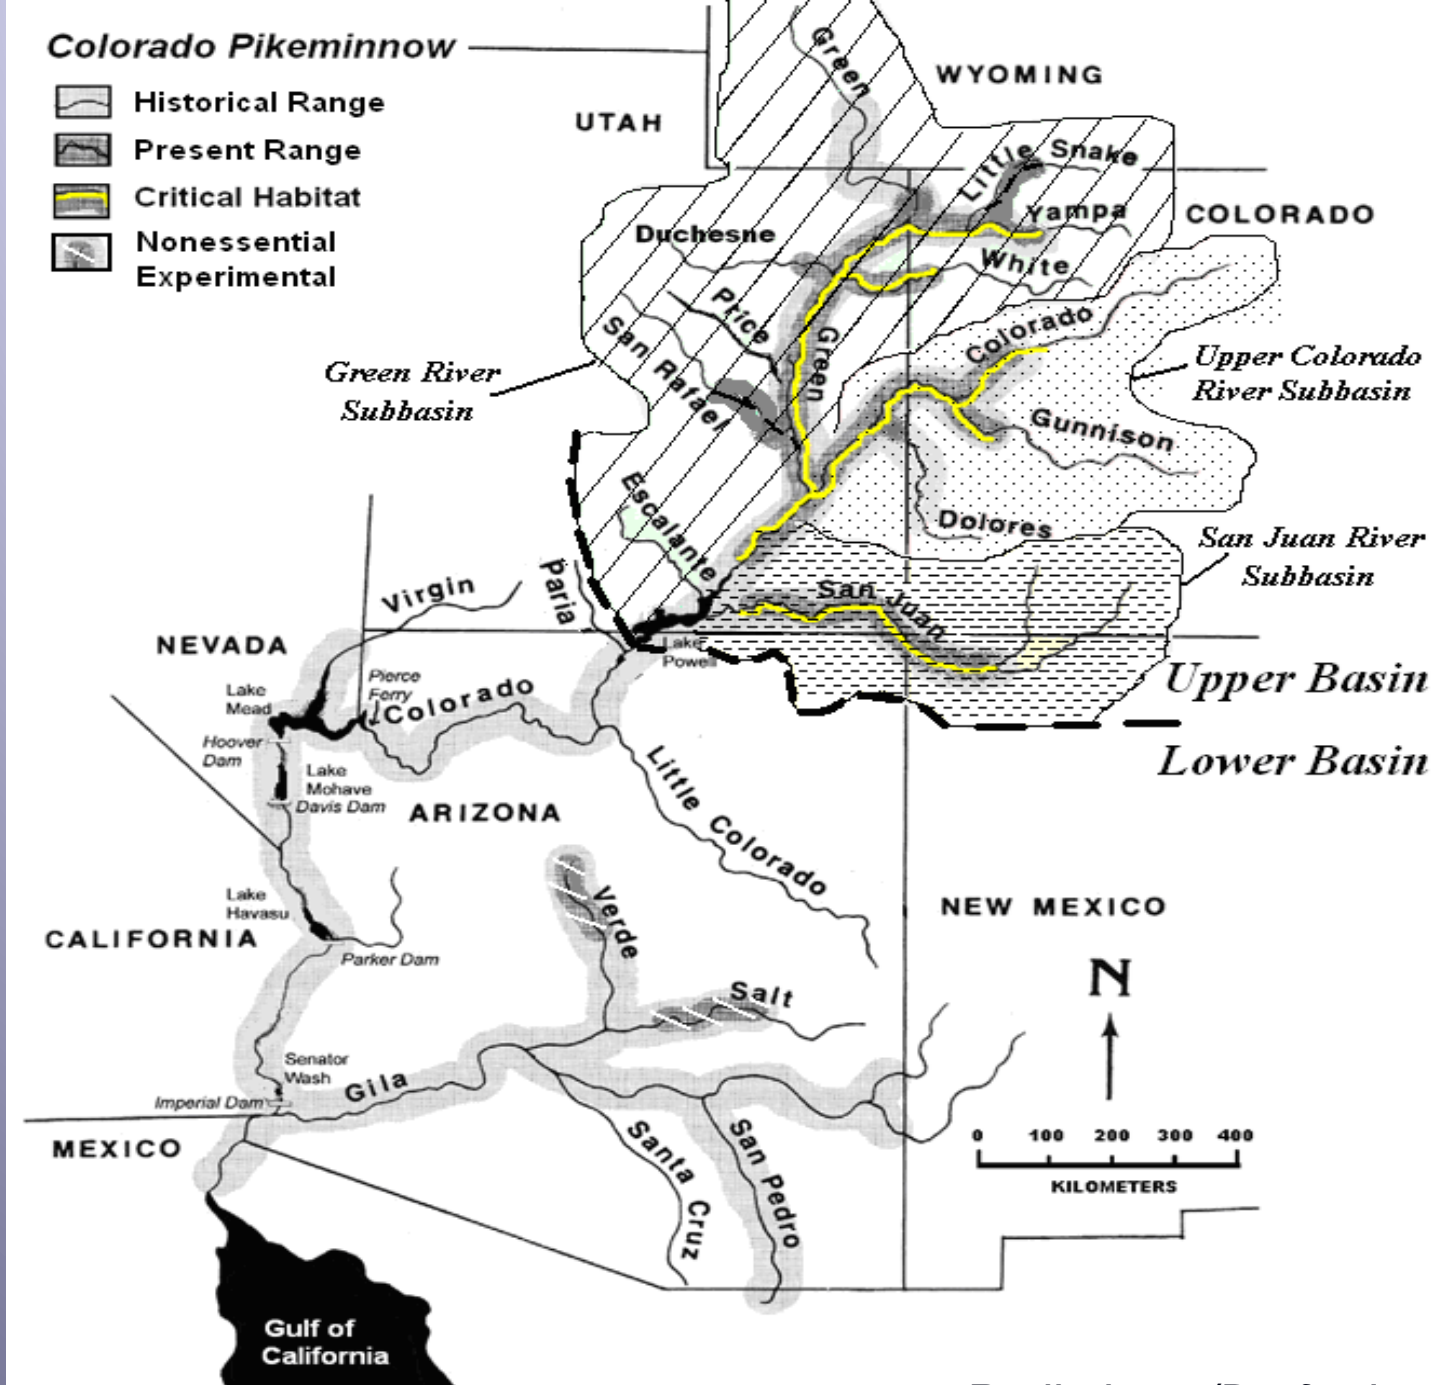 Colorado Pikeminnow
Historical Range
Present Range
Critical Habitat
Nonessential
Experimental
WYOMING
UTAH
COLORADO
Green
Little Snake
Yampa
Duchesne
White
Price
Green
San Rafael
Colorado
Green River
Subbasin
Upper Colorado
River Subbasin
Gunnison
Escalante
Dolores
San Juan River
Subbasin
Paria
Virgin
San Juan
NEVADA
Lake
Powell
Upper Basin
Lower Basin
Pierce
Ferry
Lake
Mead
Colorado
Hoover
Dam
Lake
Mohave
Davis Dam
ARIZONA
Little Colorado
Lake
Havasu
Verde
NEW MEXICO
CALIFORNIA
Parker Dam
N
Salt
Senator
Wash
Gila
Imperial Dam
MEXICO
Santa Cruz
San Pedro
0 100 200 300 400
KILOMETERS
Gulf of
California